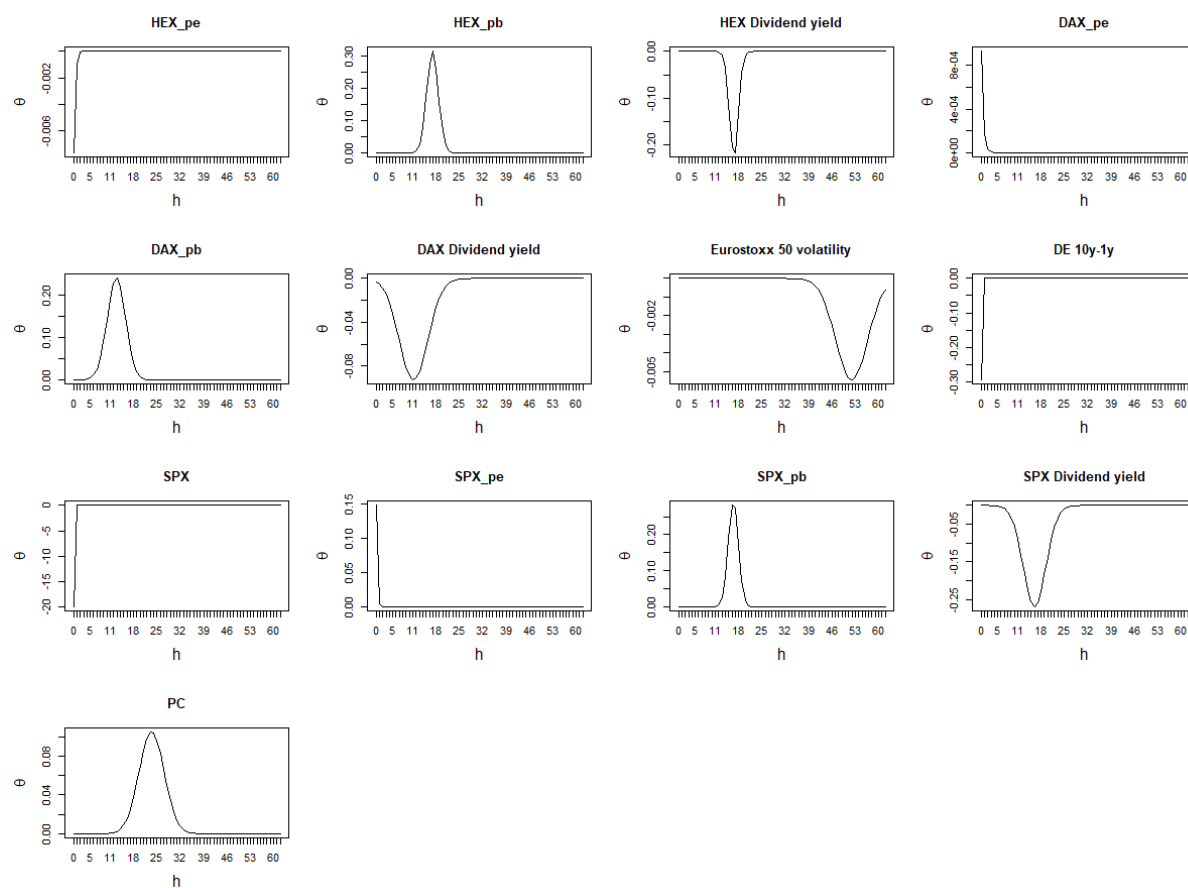 HEX_pe
θ
-0.006 -0.002
0 5 11 18 25 32 39 46 53 60
h
HEX_pb
θ
0.00 0.10 0.20 0.30
0 5 11 18 25 32 39 46 53 60
h
HEX Dividend yield
θ
-0.20 -0.10 0.00
0 5 11 18 25 32 39 46 53 60
h
DAX_pe
θ
0e+00 4e-04 8e-04
0 5 11 18 25 32 39 46 53 60
h
DAX_pb
θ
0.00 0.10 0.20
0 5 11 18 25 32 39 46 53 60
h
DAX Dividend yield
θ
-0.08 -0.04 0.00
0 5 11 18 25 32 39 46 53 60
h
Eurostoxx 50 volatility
θ
-0.005 -0.002
0 5 11 18 25 32 39 46 53 60
h
DE 10y-1y
θ
-0.30 -0.20 -0.10 0.00
0 5 11 18 25 32 39 46 53 60
h
SPX
θ
-20 -15 -10 -5 0
0 5 11 18 25 32 39 46 53 60
h
SPX_pe
θ
0.00 0.05 0.10 0.15
0 5 11 18 25 32 39 46 53 60
h
SPX_pb
θ
0.00 0.10 0.20
0 5 11 18 25 32 39 46 53 60
h
SPX Dividend yield
θ
-0.25 -0.15 -0.05
0 5 11 18 25 32 39 46 53 60
h
PC
θ
0.00 0.04 0.08
0 5 11 18 25 32 39 46 53 60
h